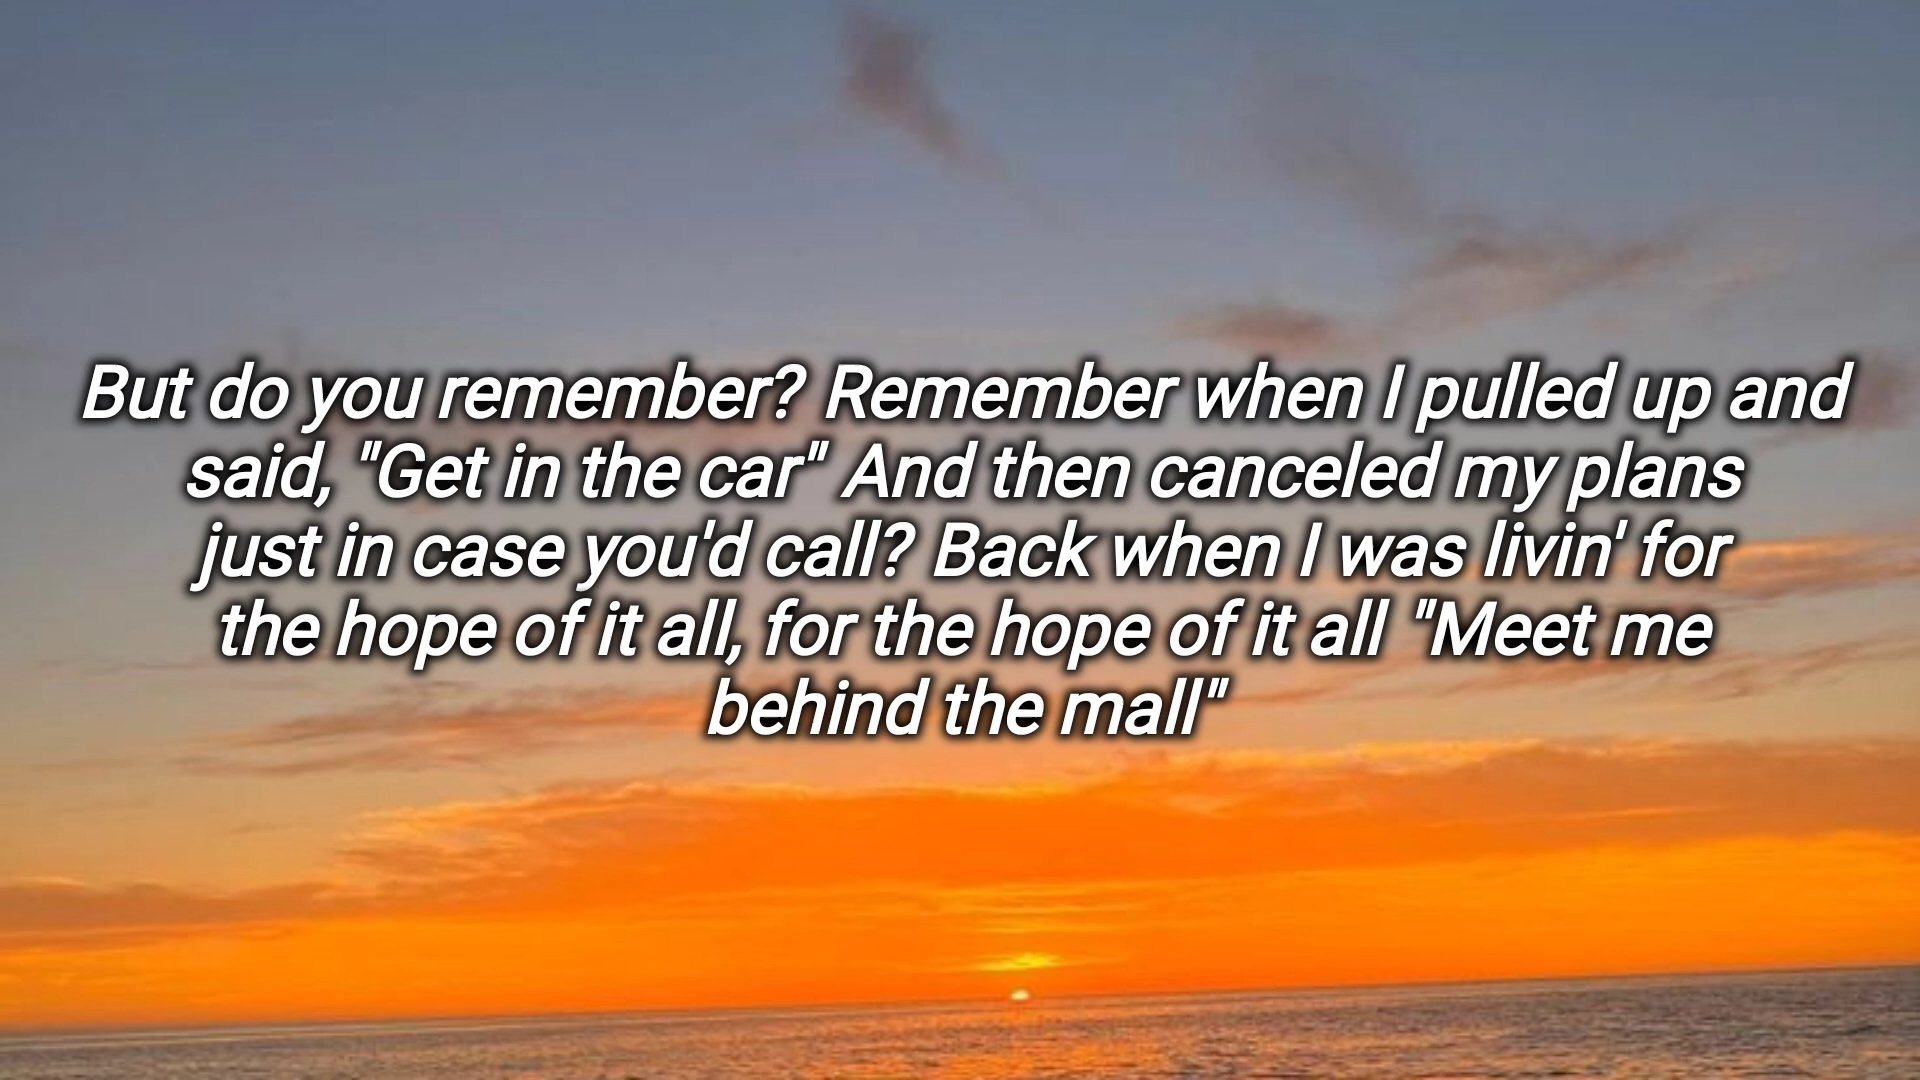 But do you remember? Remember when I pulled up and
said, "Get in the car" And then canceled my plans
just in case you'd call? Back when I was livin' for
the hope of it all, for the hope of it all "Meet me
behind the mall"